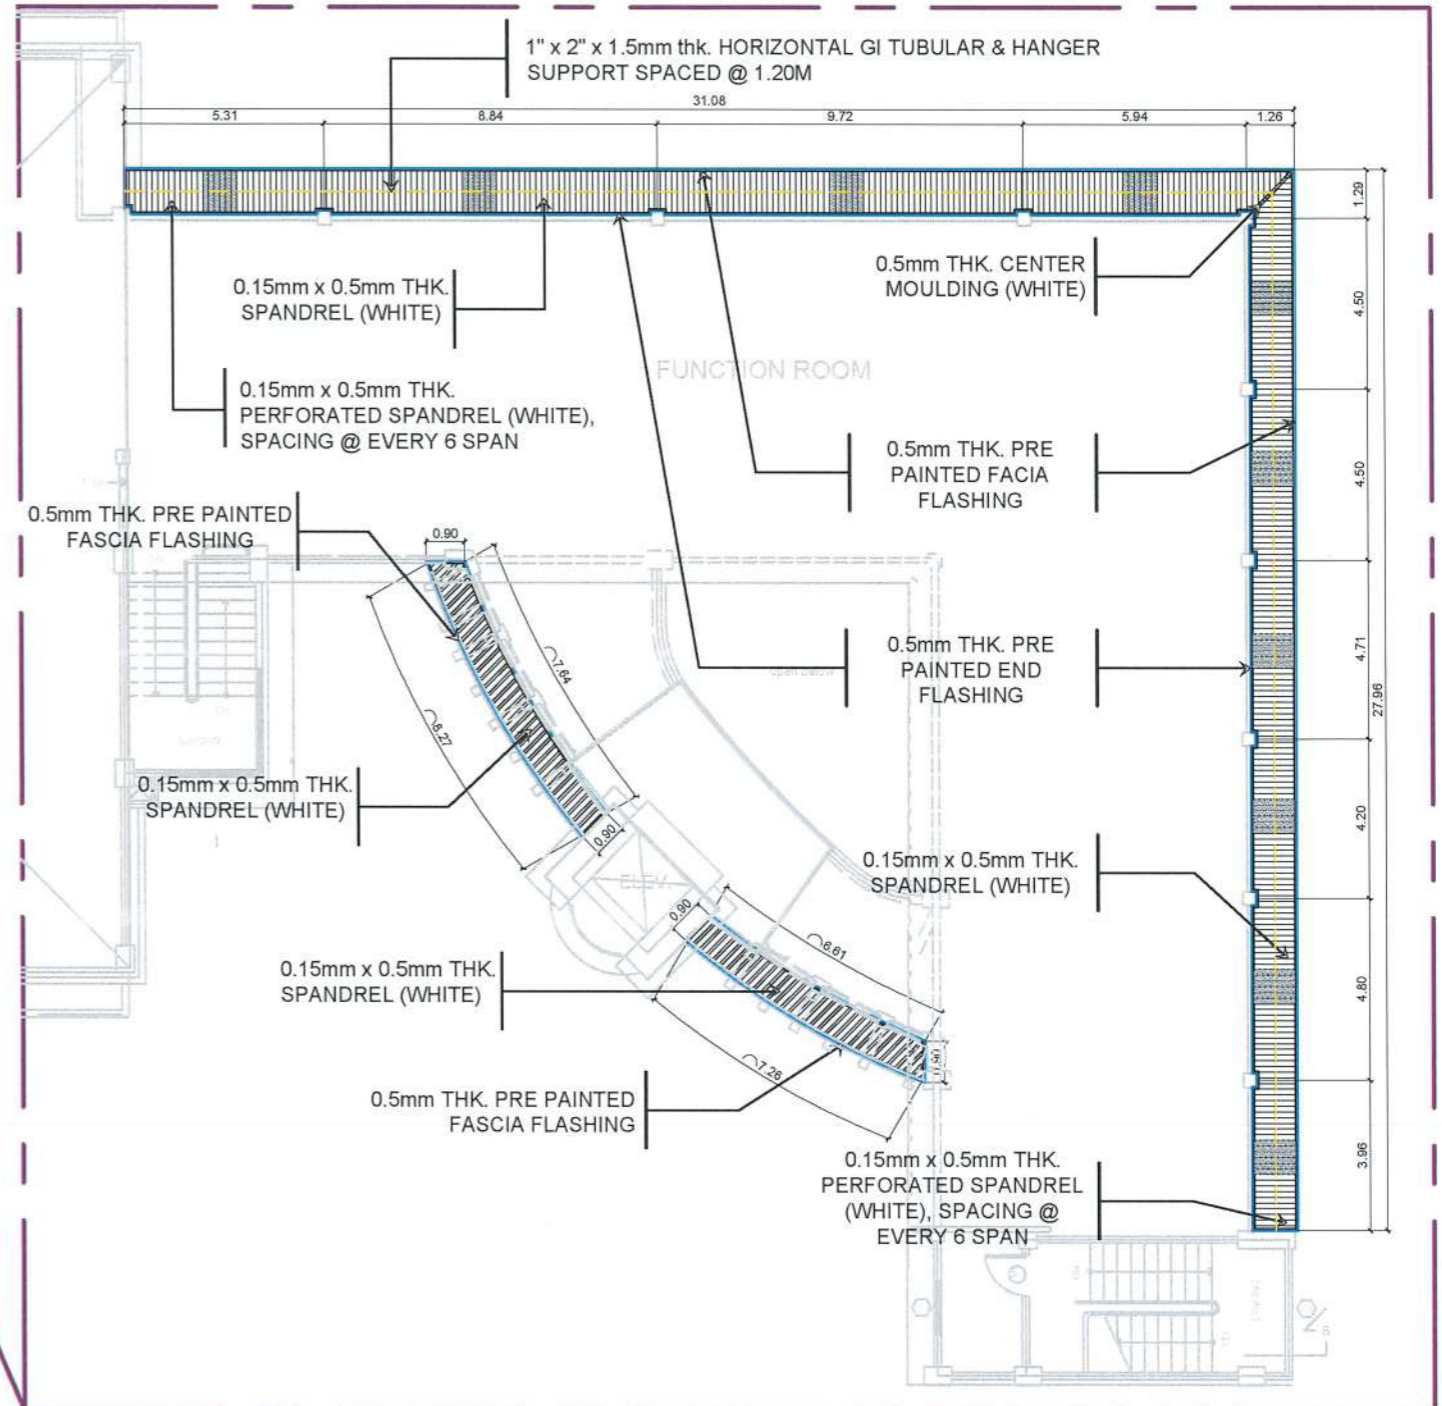 1" x 2" x 1.5mm thk. HORIZONTAL GI TUBULAR & HANGER
SUPPORT SPACED @ 1.20M
31.08
5.31
8.84
9.72
5.94
1.26
1.29
0.15mm x 0.5mm THK.
SPANDREL (WHITE)
0.5mm THK. CENTER
MOULDING (WHITE)
4.50
FUNCTION ROOM
0.15mm x 0.5mm THK.
PERFORATED SPANDREL (WHITE),
SPACING @ EVERY 6 SPAN
0.5mm THK. PRE
PAINTED FACIA
FLASHING
4.50
0.5mm THK. PRE PAINTED
FASCIA FLASHING
0.90
7.64
8.27
open below
0.5mm THK. PRE
PAINTED END
FLASHING
4.71
27.96
0.15mm x 0.5mm THK.
SPANDREL (WHITE)
0.90
4.20
ELEV.
0.15mm x 0.5mm THK.
SPANDREL (WHITE)
0.90
6.61
0.15mm x 0.5mm THK.
SPANDREL (WHITE)
4.80
7.26
0.90
0.5mm THK. PRE PAINTED
FASCIA FLASHING
3.96
0.15mm x 0.5mm THK.
PERFORATED SPANDREL
(WHITE), SPACING @
EVERY 6 SPAN